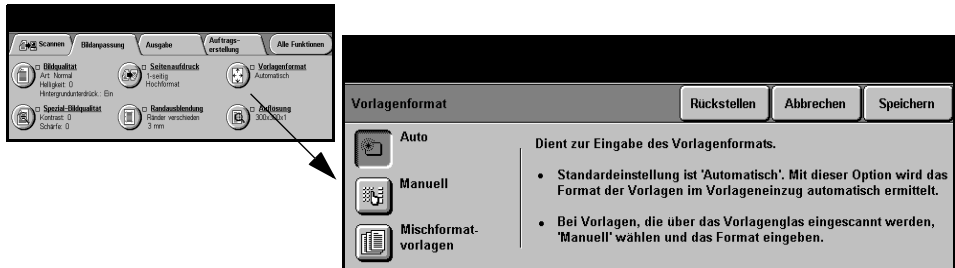 Scannen
Bildanpassung
Ausgabe
Auftrags-
erstellung
Alle Funktionen
Bildqualität
Art: Normal
Helligkeit: 0
Hintergrundunterdrück.: Ein
Seitenaufdruck
1-seitig
Hochformat
Vorlagenformat
Automatisch
Spezial-Bildqualität
Kontrast: 0
Schärfe: 0
Randausblendung
Ränder verschieden
3 mm
Auflösung
300x300x1
Vorlagenformat
Rückstellen
Abbrechen
Speichern
Auto
Manuell
Mischformat-
vorlagen
Dient zur Eingabe des Vorlagenformats.
• Standardeinstellung ist 'Automatisch'. Mit dieser Option wird das
Format der Vorlagen im Vorlageneinzug automatisch ermittelt.
• Bei Vorlagen, die über das Vorlagenglas eingescannt werden,
'Manuell' wählen und das Format eingeben.